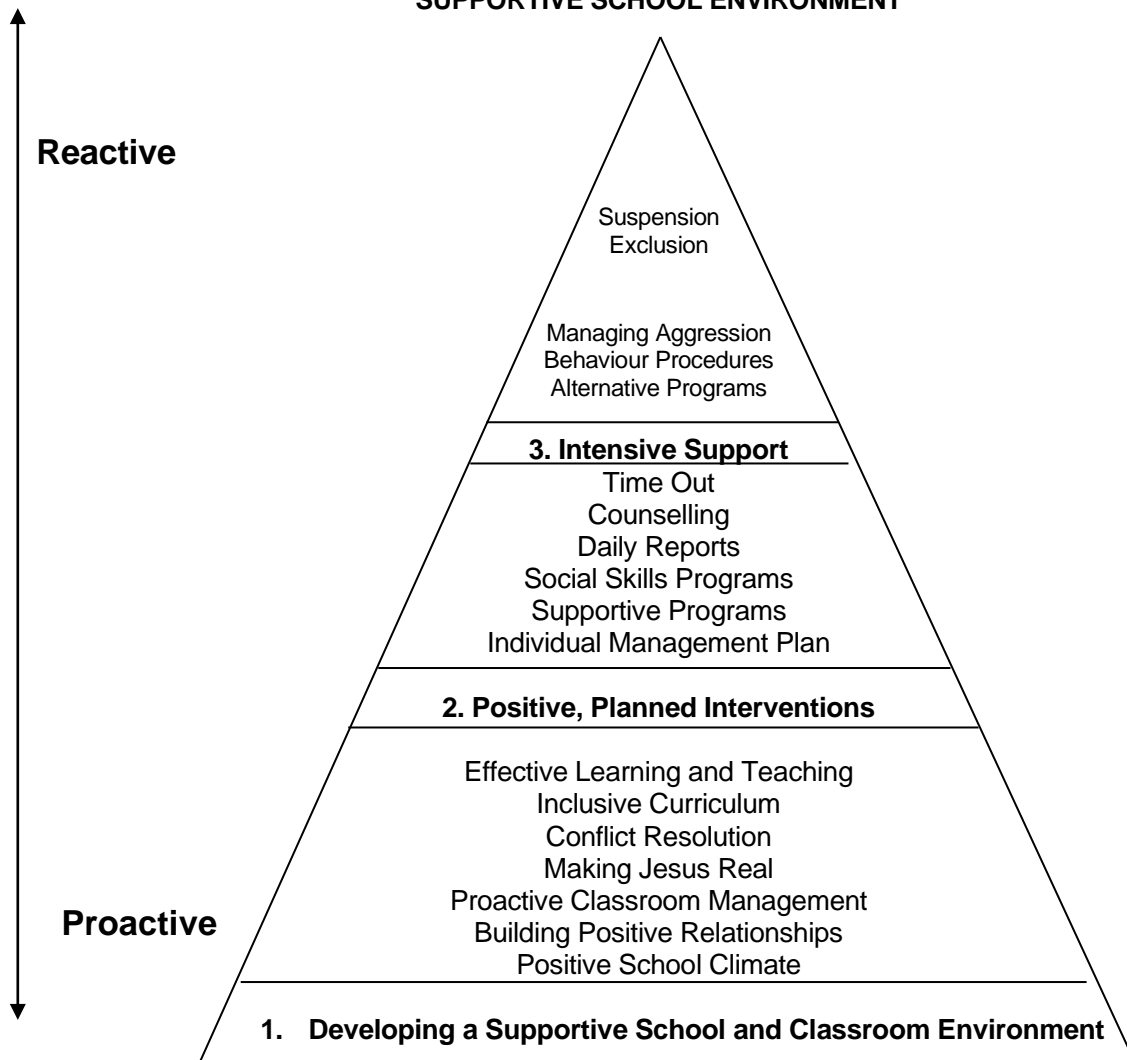 SUPPORTIVE SCHOOL ENVIRONMENT
Reactive
Suspension
Exclusion
Managing Aggression
Behaviour Procedures
Alternative Programs
3. Intensive Support
Time Out
Counselling
Daily Reports
Social Skills Programs
Supportive Programs
Individual Management Plan
2. Positive, Planned Interventions
Effective Learning and Teaching
Inclusive Curriculum
Conflict Resolution
Making Jesus Real
Proactive Classroom Management
Proactive
Building Positive Relationships
Positive School Climate
1. Developing a Supportive School and Classroom Environment